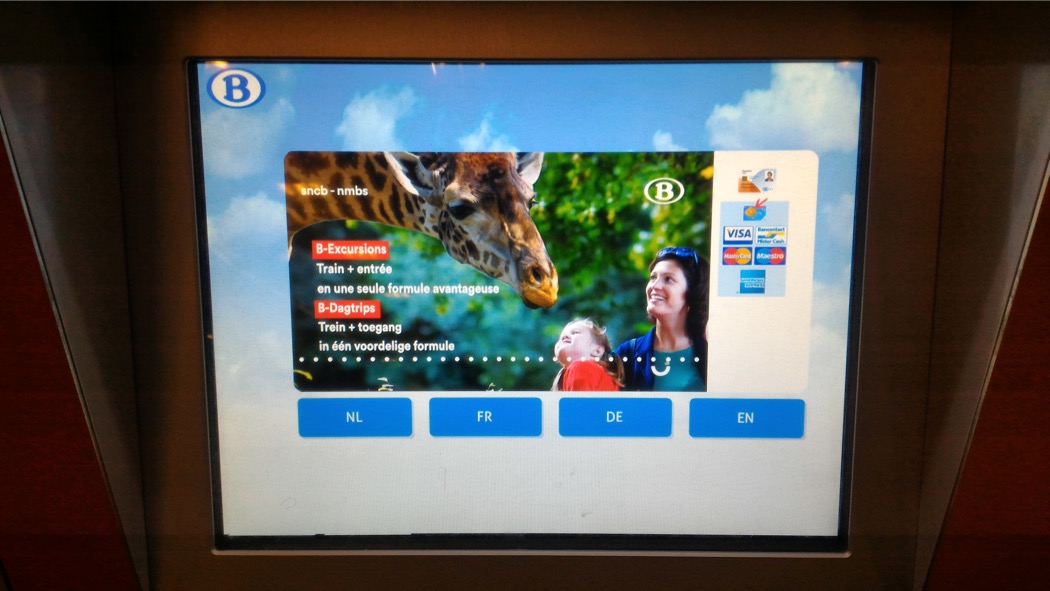 B
sncb - nmbs
B
B-Excursions
Train + entrée
en une seule formule avantageuse
B-Dagtrips
Trein + toegang
in één voordelige formule
VISA
Bancontact
Mister Cash
MasterCard
Maestro
NL
FR
DE
EN